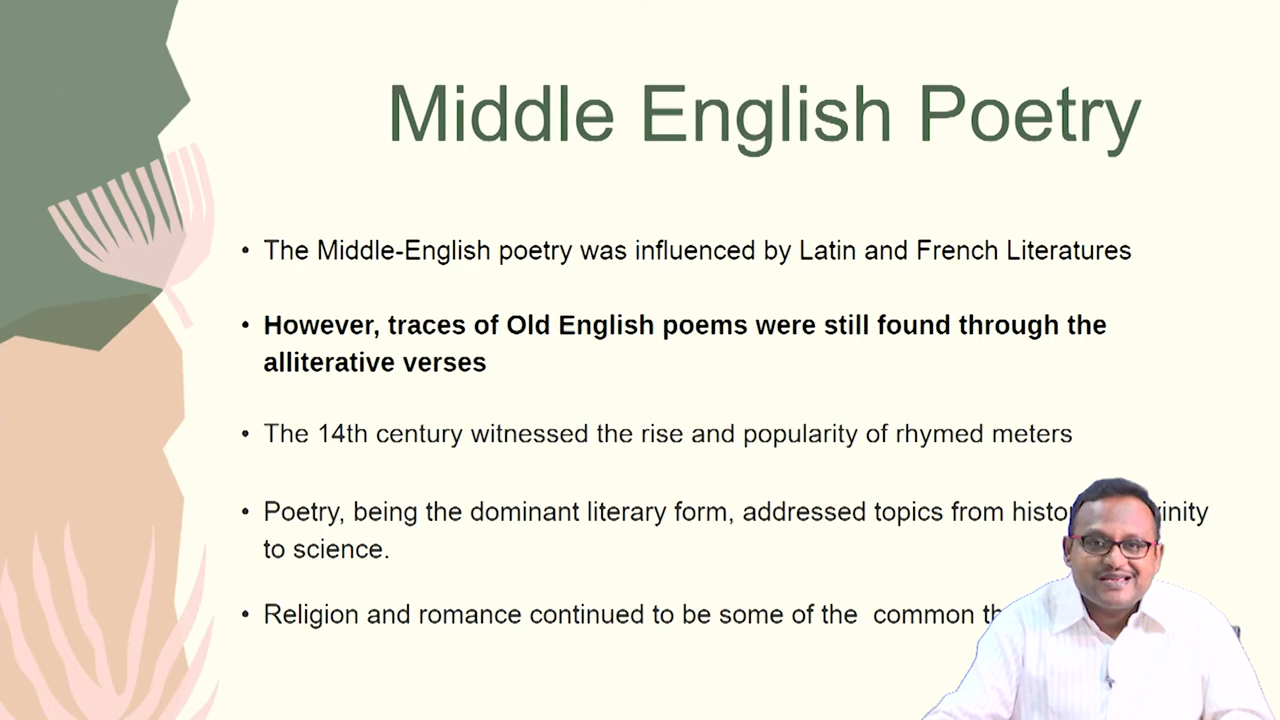 Middle English Poetry
• The Middle-English poetry was influenced by Latin and French Literatures
• However, traces of Old English poems were still found through the
alliterative verses
• The 14th century witnessed the rise and popularity of rhymed meters
• Poetry, being the dominant literary form, addressed topics from
to science.
• Religion and romance continued to be some of the common